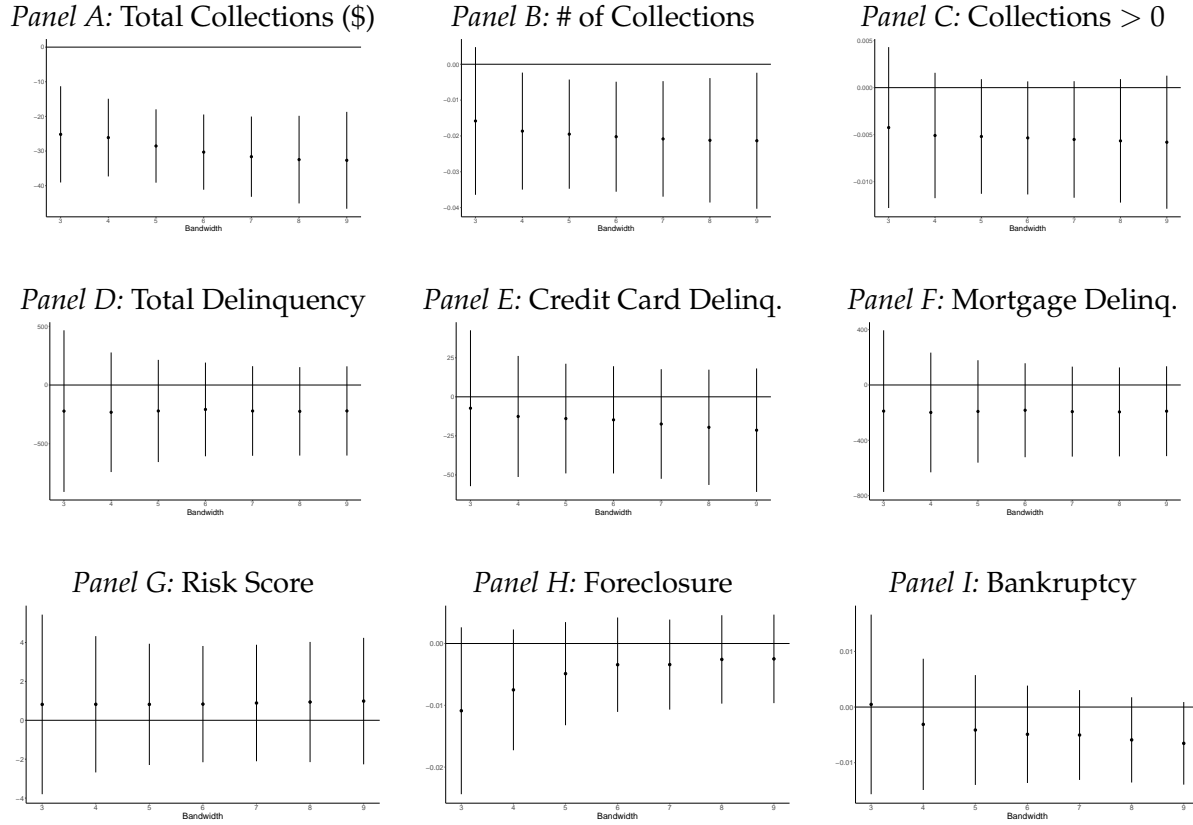 Panel A: Total Collections ($)
Panel B: # of Collections
Panel C: Collections > 0
0
−10
−20
−30
−40
3 4 5 6 7 8 9
Bandwidth
0.00
−0.01
−0.02
−0.03
−0.04
3 4 5 6 7 8 9
Bandwidth
0.005
0.000
−0.005
−0.010
3 4 5 6 7 8 9
Bandwidth
Panel D: Total Delinquency
Panel E: Credit Card Delinq.
Panel F: Mortgage Delinq.
500
0
−500
3 4 5 6 7 8 9
Bandwidth
25
0
−25
−50
3 4 5 6 7 8 9
Bandwidth
400
0
−400
−800
3 4 5 6 7 8 9
Bandwidth
Panel G: Risk Score
Panel H: Foreclosure
Panel I: Bankruptcy
4
2
0
−2
−4
3 4 5 6 7 8 9
Bandwidth
0.00
−0.01
−0.02
3 4 5 6 7 8 9
Bandwidth
0.01
0.00
−0.01
3 4 5 6 7 8 9
Bandwidth